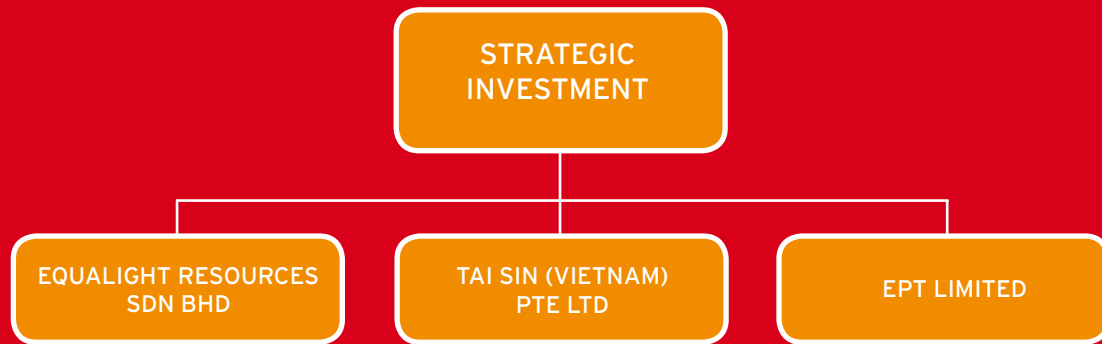 STRATEGIC
INVESTMENT
EQUALIGHT RESOURCES
SDN BHD
TAI SIN (VIETNAM)
PTE LTD
EPT LIMITED